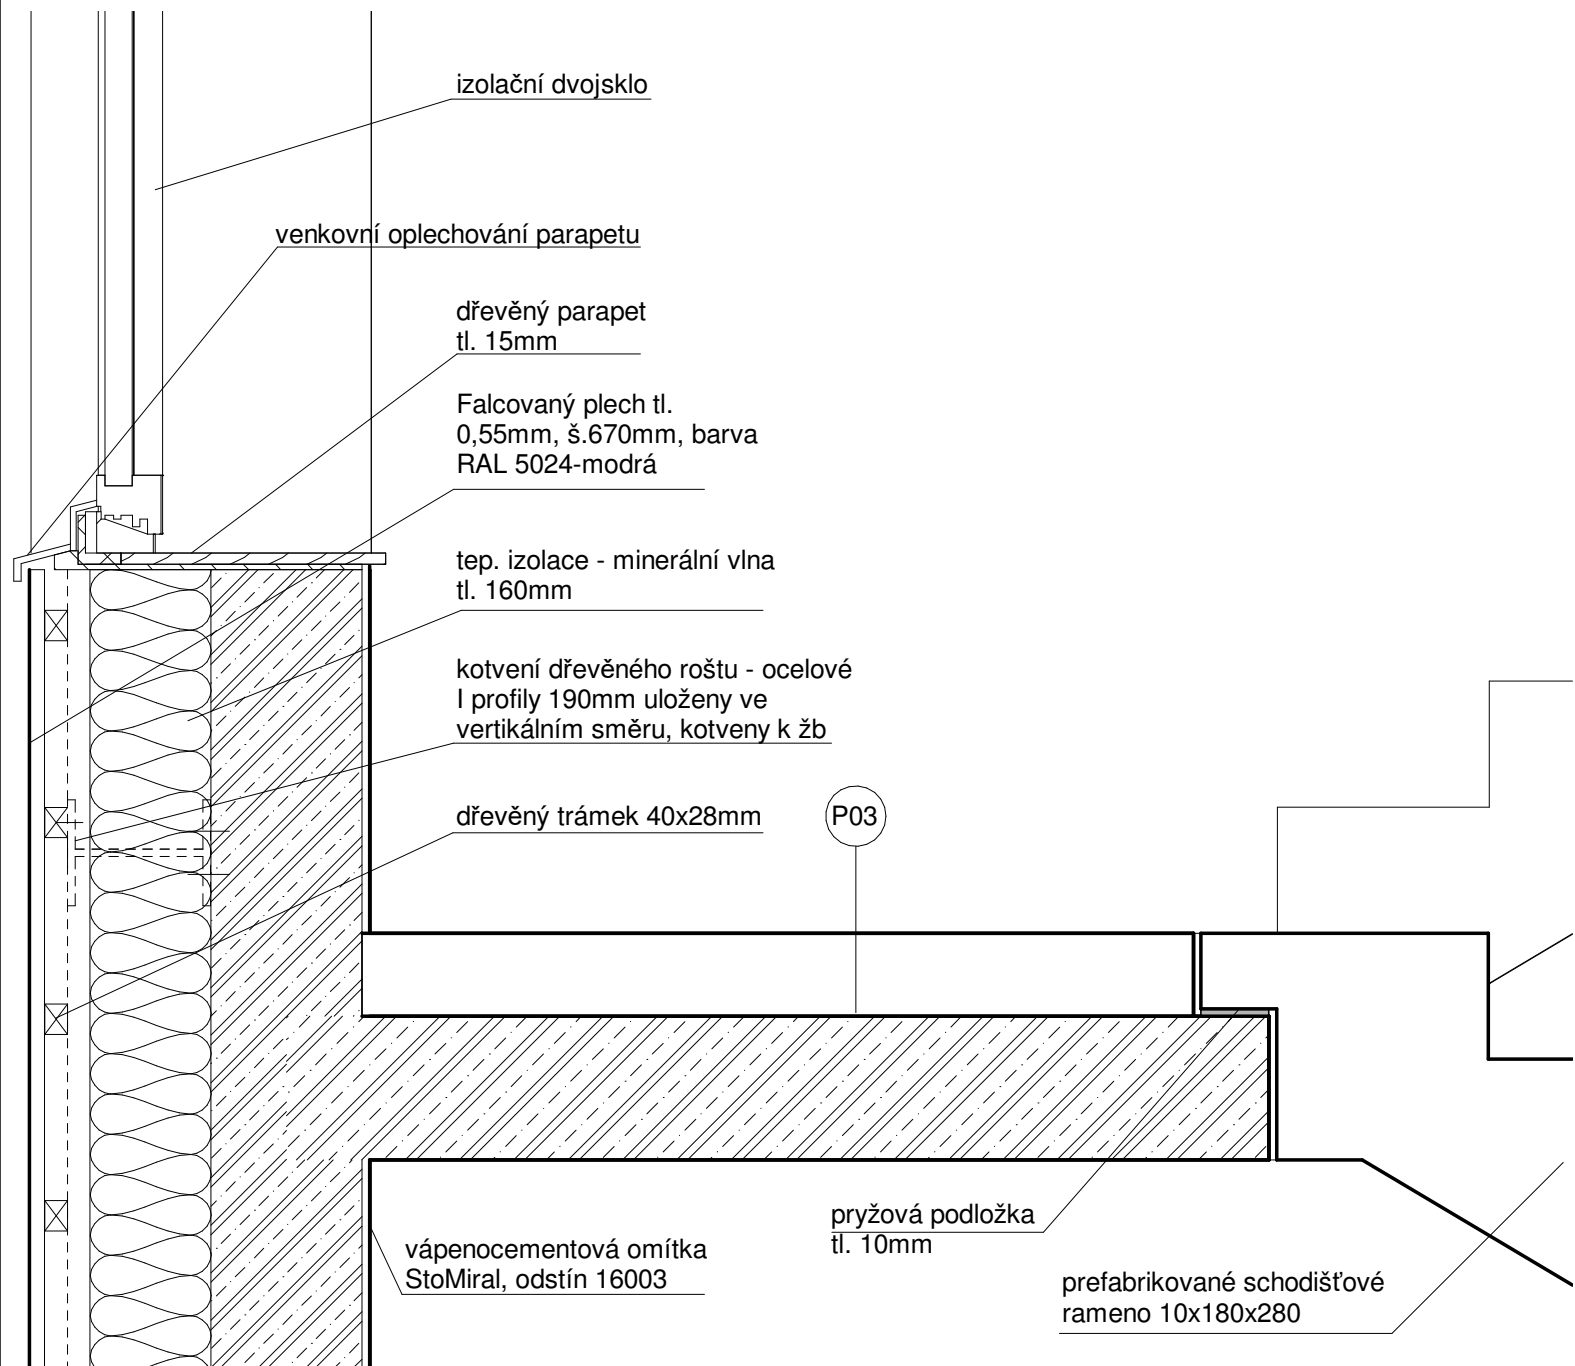 izolační dvojsklo
venkovní oplechování parapetu
dřevěný parapet
tl. 15mm
Falcovaný plech tl.
0,55mm, š.670mm, barva
RAL 5024-modrá
tep. izolace - minerální vlna
tl. 160mm
kotvení dřevěného roštu - ocelové
I profily 190mm uloženy ve
vertikálním směru, kotveny k žb
dřevěný trámek 40x28mm
P03
pryžová podložka
tl. 10mm
vápenocementová omítka
StoMiral, odstín 16003
prefabrikované schodišťové
rameno 10x180x280